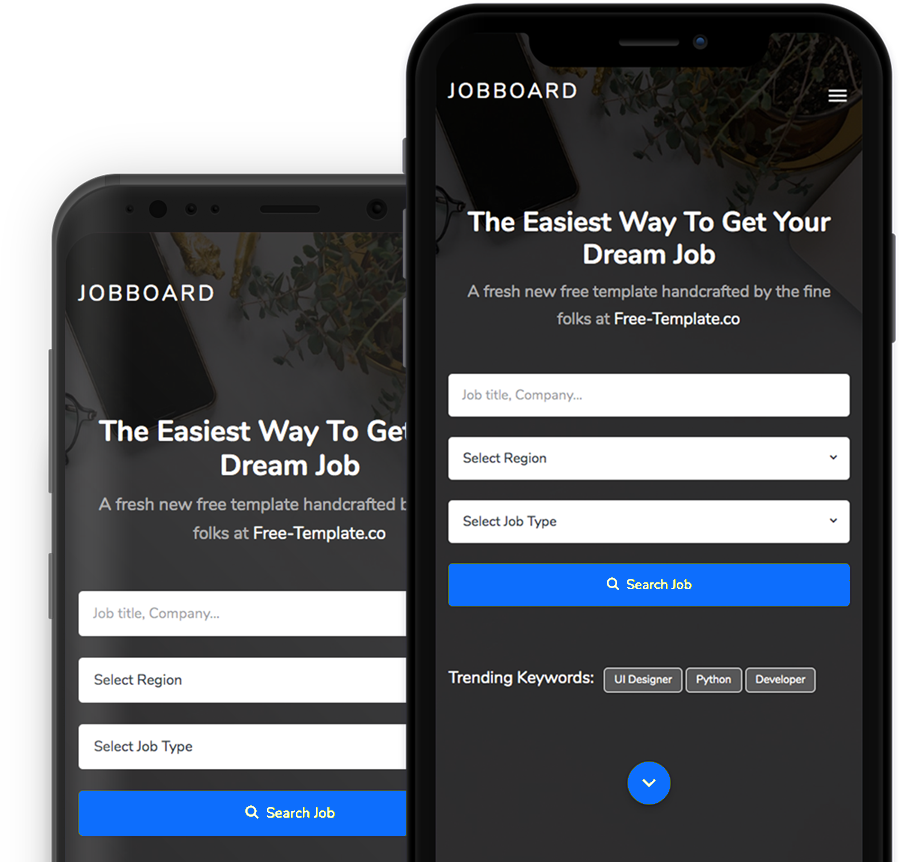 JOBBOARD
The Easiest Way To Get Your
Dream Job
A fresh new free template handcrafted by the fine
folks at Free-Template.co
Job title, Company...
Select Region
Select Job Type
Search Job
Trending Keywords: UI Designer Python Developer
JOBBOARD
The Easiest Way To Get
Dream Job
A fresh new free template handcrafted b
folks at Free-Template.co
Job title, Company...
Select Region
Select Job Type
Search Job